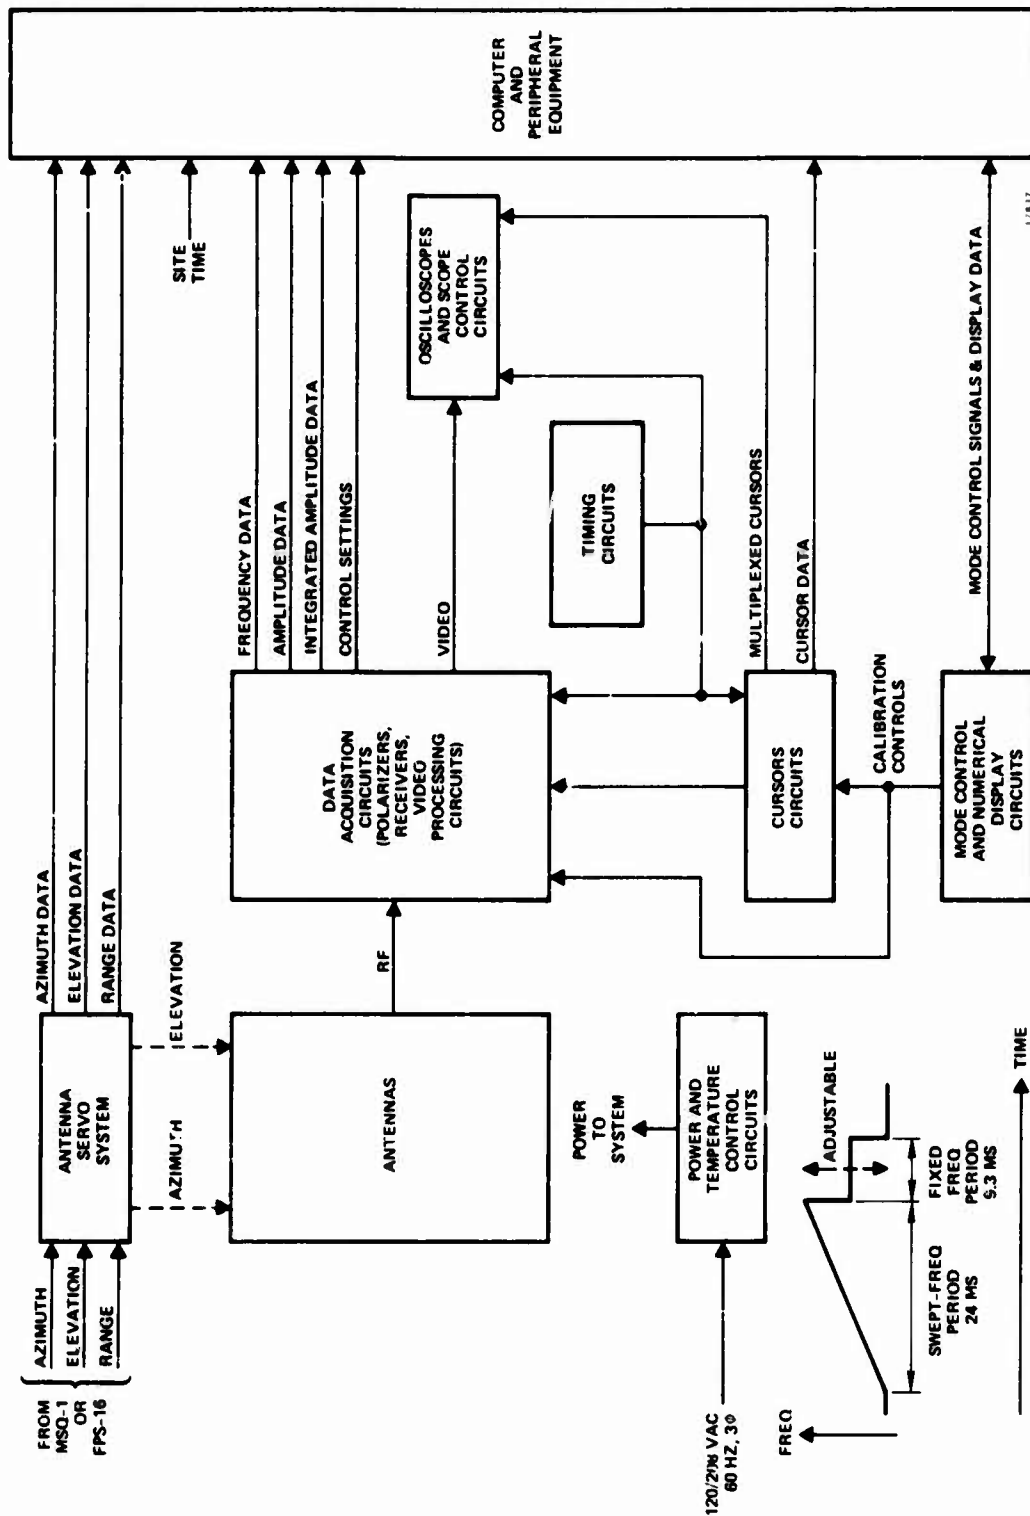 FROM
MSQ-1
OR
FPS-16
AZIMUTH
ELEVATION
RANGE
ANTENNA
SERVO
SYSTEM
AZIMUTH DATA
ELEVATION DATA
RANGE DATA
AZIMUTH
ELEVATION
SITE
TIME
COMPUTER
AND
PERIPHERAL
EQUIPMENT
ANTENNAS
RF
DATA
ACQUISITION
CIRCUITS
(POLARIZERS,
RECEIVERS,
VIDEO
PROCESSING
CIRCUITS)
FREQUENCY DATA
AMPLITUDE DATA
INTEGRATED AMPLITUDE DATA
CONTROL SETTINGS
VIDEO
OSCILLOSCOPES
AND SCOPE
CONTROL
CIRCUITS
TIMING
CIRCUITS
POWER
TO
SYSTEM
120/208 VAC
60 HZ, 3Φ
POWER AND
TEMPERATURE
CONTROL
CIRCUITS
CURSORS
CIRCUITS
MULTIPLEXED CURSORS
CURSOR DATA
CALIBRATION
CONTROLS
MODE CONTROL
AND NUMERICAL
DISPLAY
CIRCUITS
MODE CONTROL SIGNALS & DISPLAY DATA
FREQ
ADJUSTABLE
SWEPT-FREQ
PERIOD
24 MS
FIXED
FREQ
PERIOD
9.3 MS
TIME